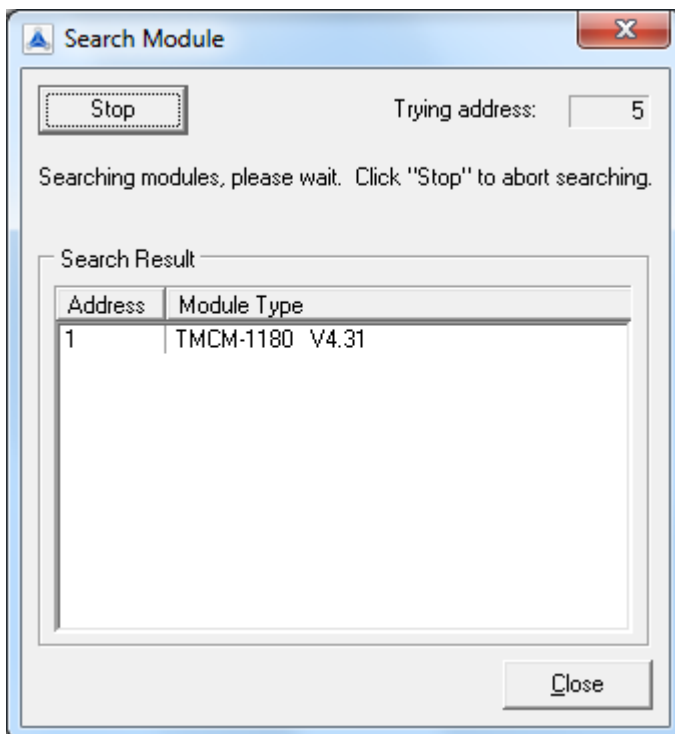 Search Module
Stop Trying address: 5
Searching modules, please wait. Click "Stop" to abort searching.
Search Result
Address Module Type
1 TMCM-1180 V4.31
Close